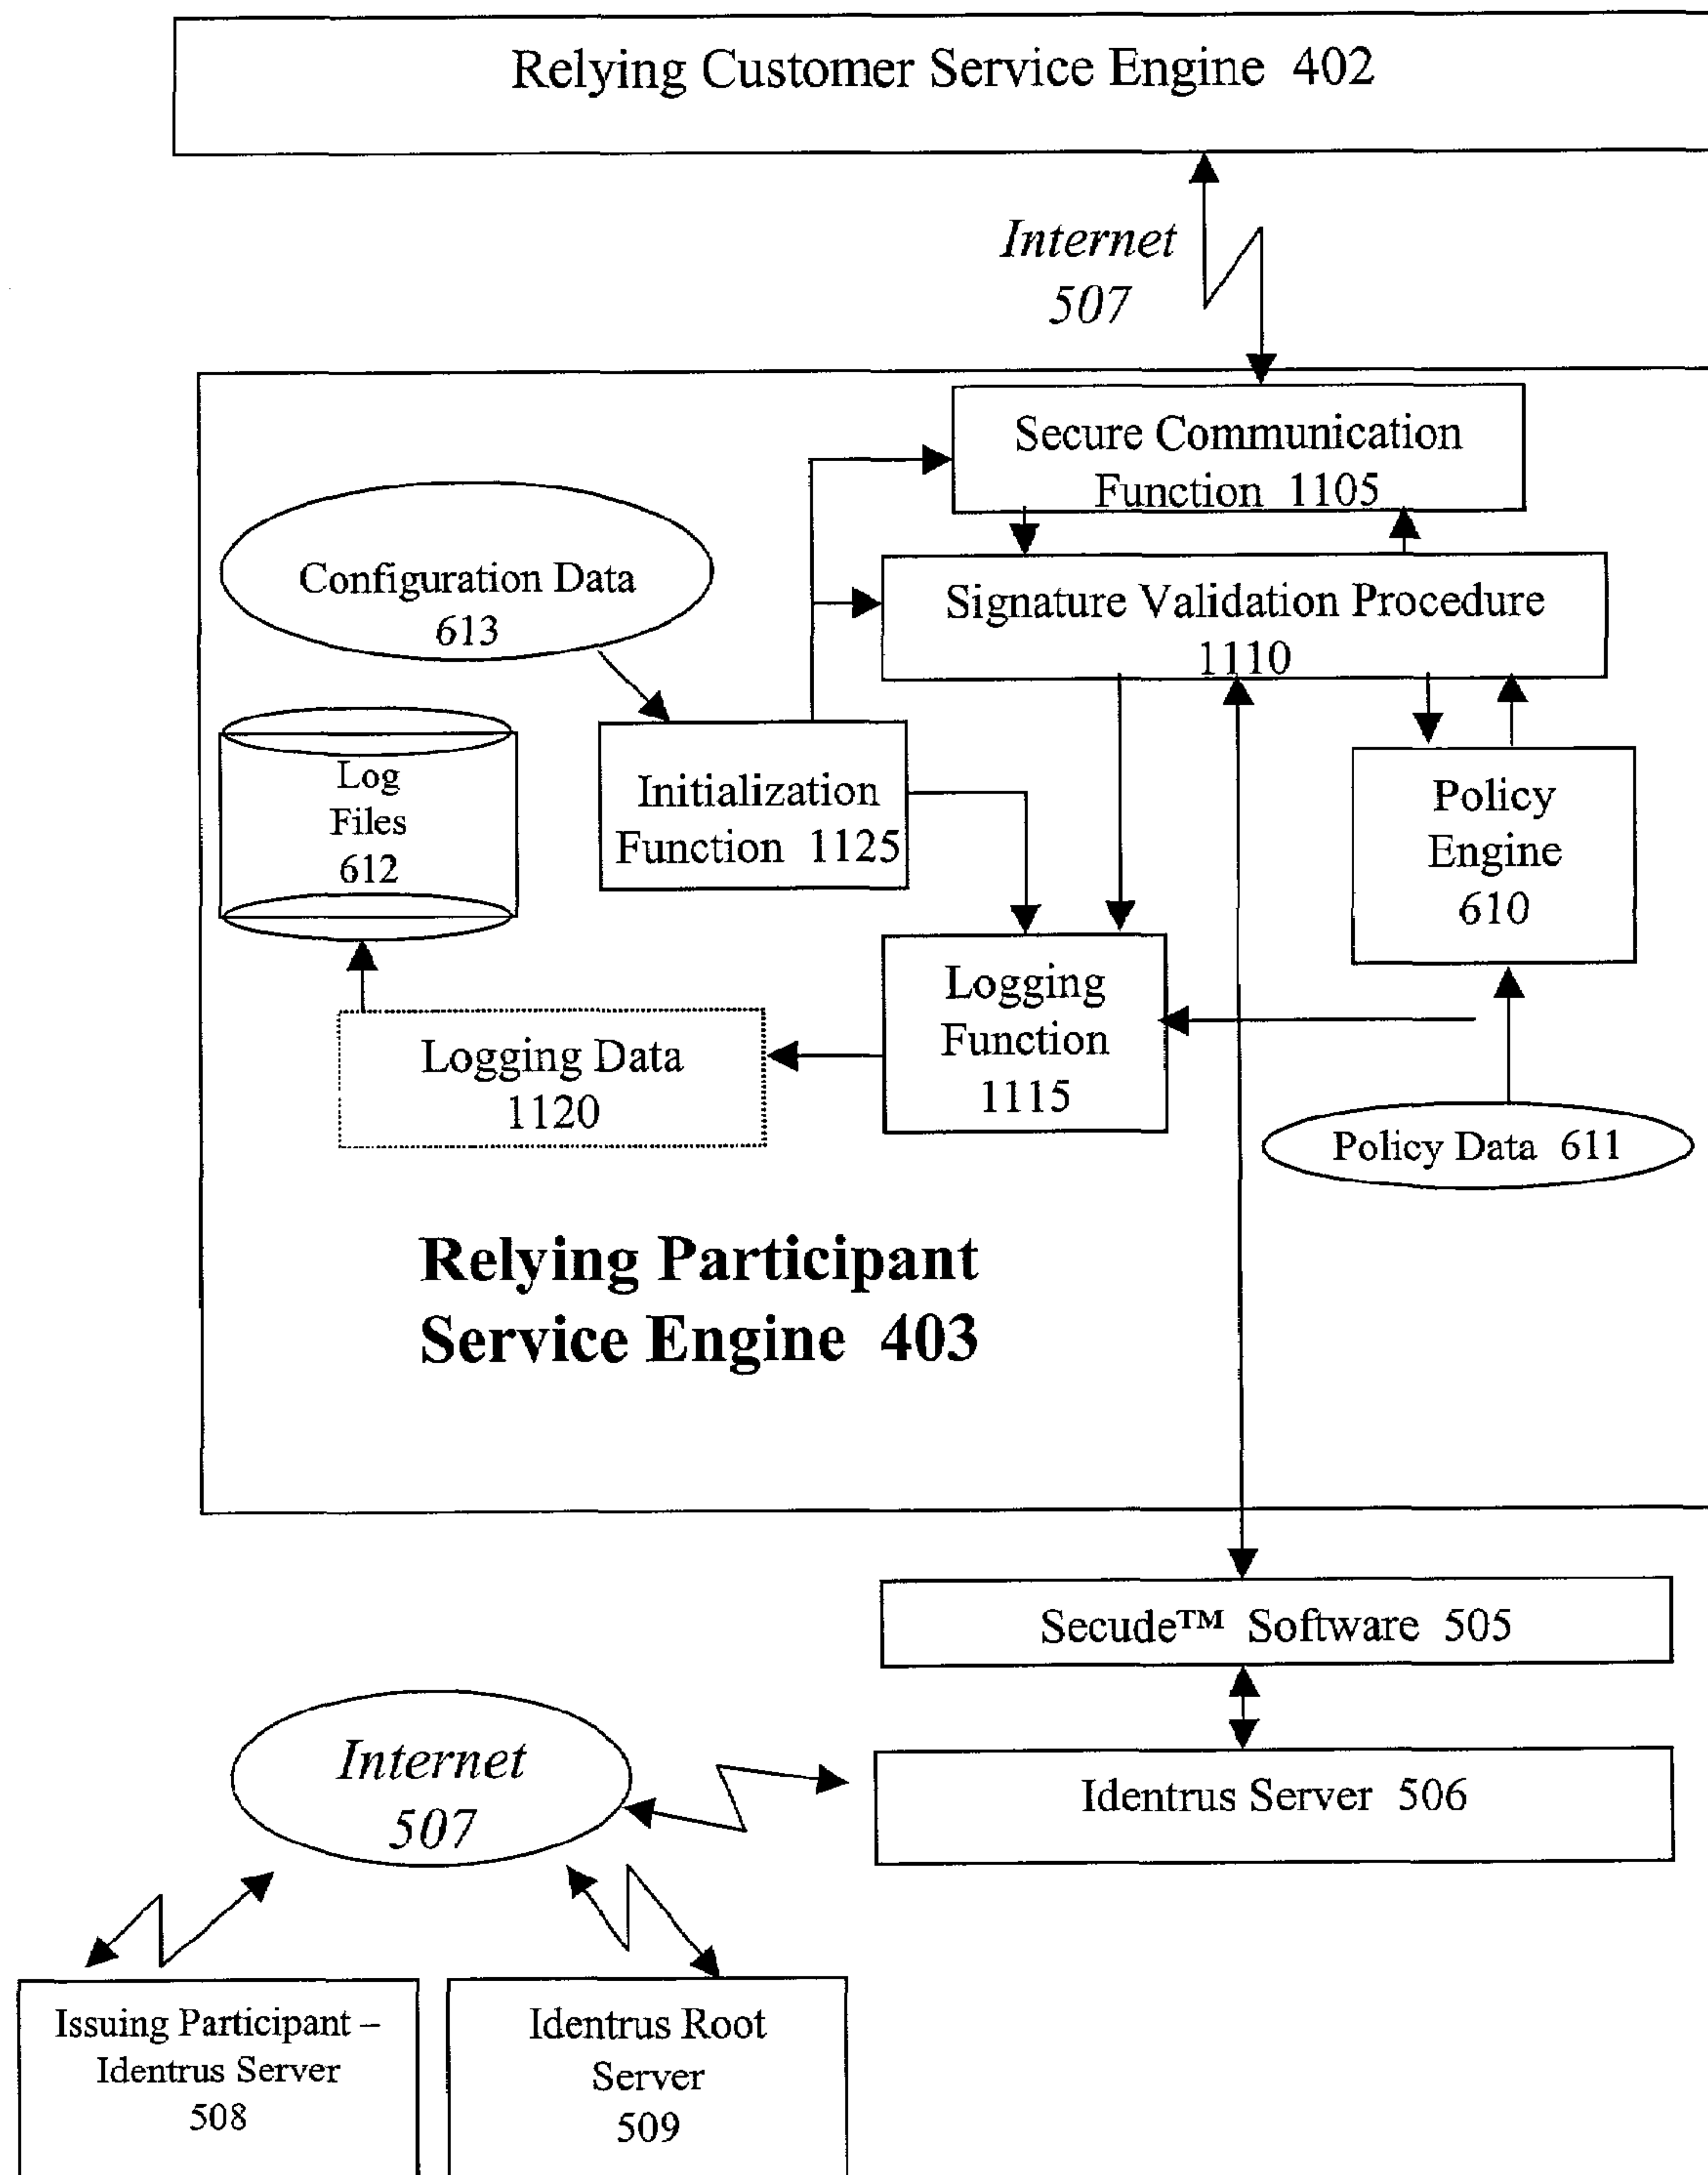 Relying Customer Service Engine 402
Internet
507
Secure Communication
Function 1105
Configuration Data
613
Signature Validation Procedure
1110
Log
Files
612
Initialization
Function 1125
Policy
Engine
610
Logging
Function
1115
Logging Data
1120
Policy Data 611
Relying Participant
Service Engine 403
Secude™ Software 505
Internet
507
Identrus Server 506
Issuing Participant –
Identrus Server
508
Identrus Root
Server
509